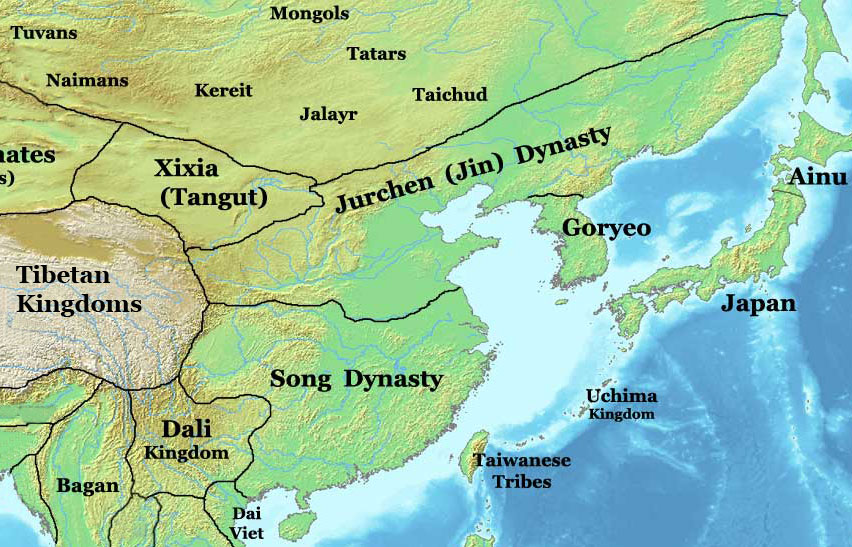 Mongols
Tuvans
Tatars
Naimans
Kereit
Taichud
Jalayr
Jurchen (Jin) Dynasty
nates
s)
Xixia
(Tangut)
Ainu
Goryeo
Tibetan
Kingdoms
Japan
Song Dynasty
Uchima
Kingdom
Dali
Kingdom
Taiwanese
Tribes
Bagan
Dai
Viet